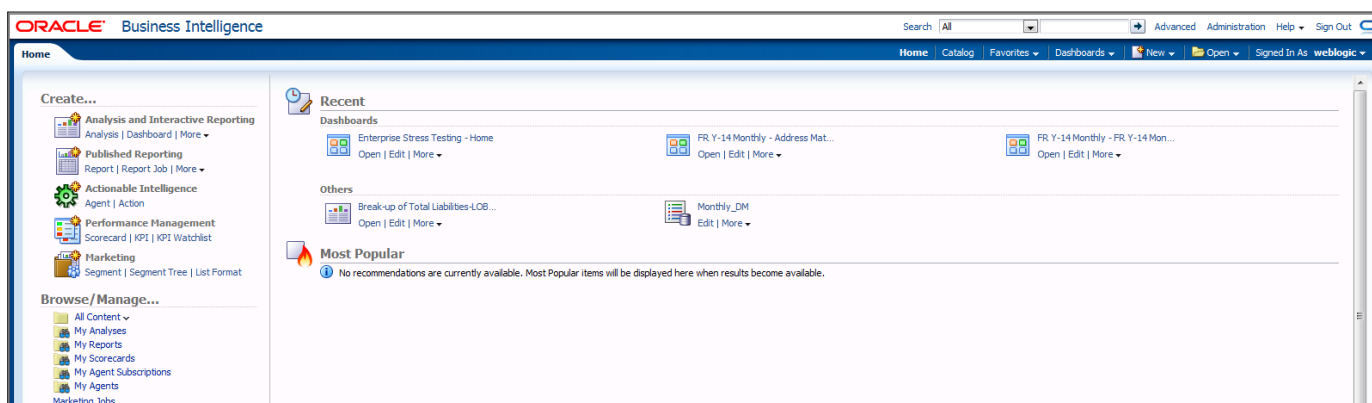 ORACLE Business Intelligence
Search All Advanced Administration Help Sign Out
Home
Home Catalog Favorites Dashboards New Open Signed In As weblogic
Create...
Analysis and Interactive Reporting
Analysis | Dashboard | More
Published Reporting
Report | Report Job | More
Actionable Intelligence
Agent | Action
Performance Management
Scorecard | KPI | KPI Watchlist
Marketing
Segment | Segment Tree | List Format
Browse/Manage...
All Content
My Analyses
My Reports
My Scorecards
My Agent Subscriptions
My Agents
Marketing Jobs
Recent
Dashboards
Enterprise Stress Testing - Home
Open | Edit | More
FR Y-14 Monthly - Address Mat...
Open | Edit | More
FR Y-14 Monthly - FR Y-14 Mon...
Open | Edit | More
Others
Break-up of Total Liabilities-LOB...
Open | Edit | More
Monthly_DM
Edit | More
Most Popular
No recommendations are currently available. Most Popular items will be displayed here when results become available.